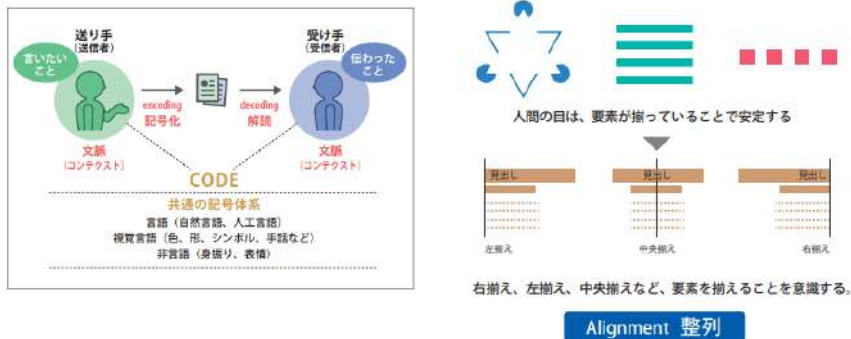 送り手
(送信者)
言いたい
こと
受け手
(受信者)
伝わった
こと
encoding
記号化
decoding
解読
文脈
(コンテクスト)
文脈
(コンテクスト)
CODE
共通の記号体系
言語（自然言語、人工言語）
視覚言語（色、形、シンボル、手話など）
非言語（身振り、表情）
人間の目は、要素が揃っていることで安定する
見出し
見出し
見出し
左揃え
中央揃え
右揃え
右揃え、左揃え、中央揃えなど、要素を揃えることを意識する。
Alignment 整列